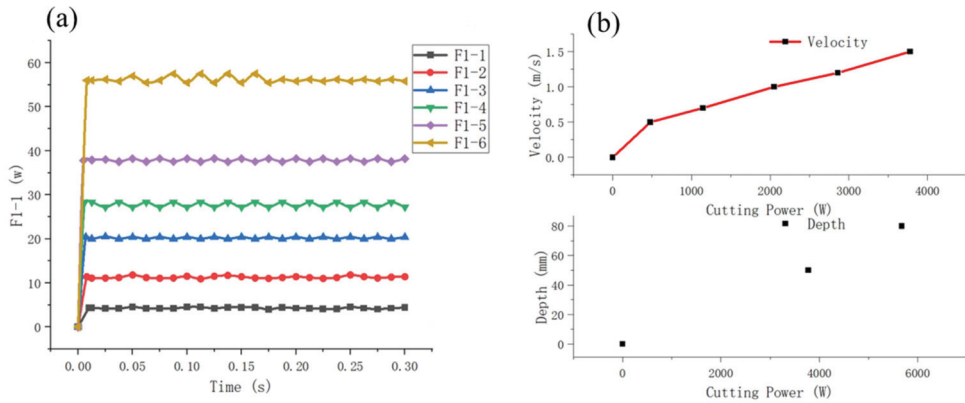 (a)
F1-1
F1-2
F1-3
F1-4
F1-5
F1-6
60
50
40
30
20
10
0
F1-1 (w)
0.00 0.05 0.10 0.15 0.20 0.25 0.30
Time (s)
(b)
Velocity
1.5
1.0
0.5
0.0
Velocity (m/s)
0 1000 2000 3000 4000
Cutting Power (W)
Depth
80
60
40
20
0
Depth (mm)
0 2000 4000 6000
Cutting Power (W)